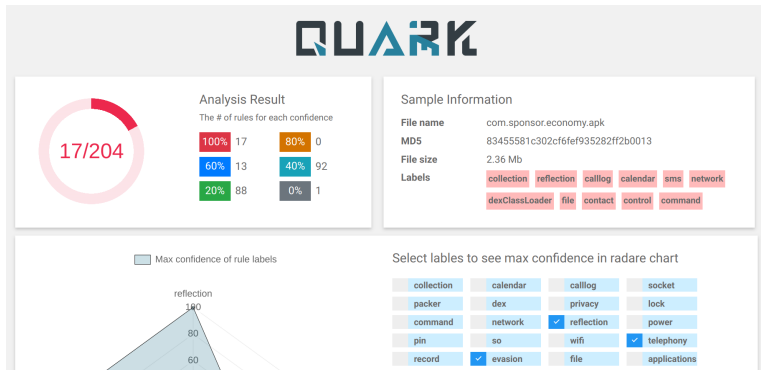 QUARK
Analysis Result
The # of rules for each confidence
17/204
100% 17 80% 0
60% 13 40% 92
20% 88 0% 1
Sample Information
File name com.sponsor.economy.apk
MD5 83455581c302cf6fef935282ff2b0013
File size 2.36 Mb
Labels collection reflection calllog calendar sms network
dexClassLoader file contact control command
Max confidence of rule labels
reflection
100
80
60
Select lables to see max confidence in radare chart
collection calendar calllog socket
packer dex privacy lock
command network reflection power
pin so wifi telephony
record evasion file applications